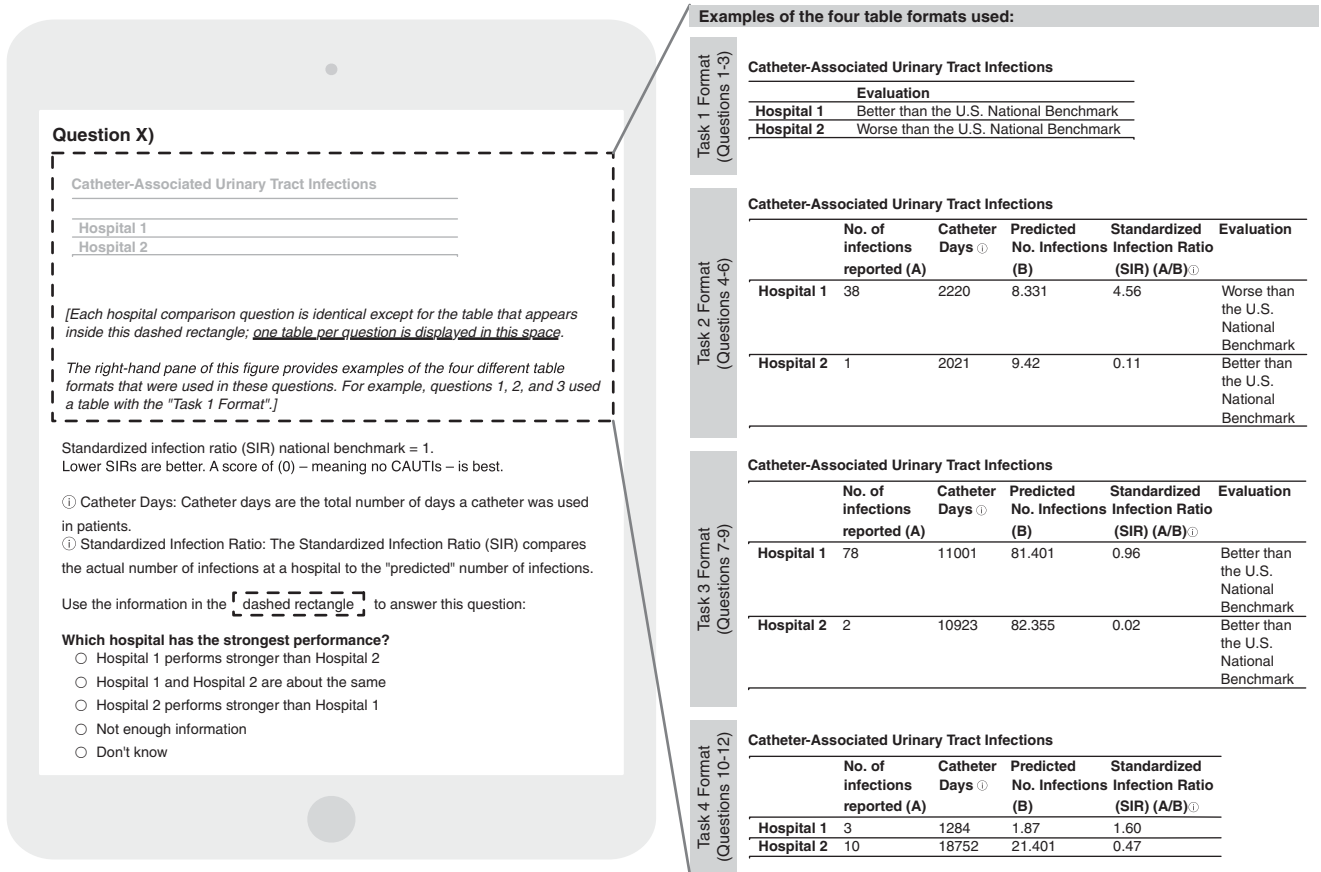 Question X)
Catheter-Associated Urinary Tract Infections
Hospital 1
Hospital 2
[Each hospital comparison question is identical except for the table that appears
inside this dashed rectangle; one table per question is displayed in this space.
The right-hand pane of this figure provides examples of the four different table
formats that were used in these questions. For example, questions 1, 2, and 3 used
a table with the "Task 1 Format".]
Standardized infection ratio (SIR) national benchmark = 1.
Lower SIRs are better. A score of (0) – meaning no CAUTIs – is best.
ⓘ Catheter Days: Catheter days are the total number of days a catheter was used
in patients.
ⓘ Standardized Infection Ratio: The Standardized Infection Ratio (SIR) compares
the actual number of infections at a hospital to the "predicted" number of infections.
Use the information in the dashed rectangle to answer this question:
Which hospital has the strongest performance?
○ Hospital 1 performs stronger than Hospital 2
○ Hospital 1 and Hospital 2 are about the same
○ Hospital 2 performs stronger than Hospital 1
○ Not enough information
○ Don't know
Examples of the four table formats used:
Task 1 Format
(Questions 1-3)
Catheter-Associated Urinary Tract Infections
Evaluation
Hospital 1 Better than the U.S. National Benchmark
Hospital 2 Worse than the U.S. National Benchmark
Task 2 Format
(Questions 4-6)
Catheter-Associated Urinary Tract Infections
No. of Catheter Predicted Standardized Evaluation
infections Days ⓘ No. Infections Infection Ratio
reported (A) (B) (SIR) (A/B)ⓘ
Hospital 1 38 2220 8.331 4.56 Worse than
the U.S.
National
Benchmark
Hospital 2 1 2021 9.42 0.11 Better than
the U.S.
National
Benchmark
Task 3 Format
(Questions 7-9)
Catheter-Associated Urinary Tract Infections
No. of Catheter Predicted Standardized Evaluation
infections Days ⓘ No. Infections Infection Ratio
reported (A) (B) (SIR) (A/B)ⓘ
Hospital 1 78 11001 81.401 0.96 Better than
the U.S.
National
Benchmark
Hospital 2 2 10923 82.355 0.02 Better than
the U.S.
National
Benchmark
Task 4 Format
(Questions 10-12)
Catheter-Associated Urinary Tract Infections
No. of Catheter Predicted Standardized
infections Days ⓘ No. Infections Infection Ratio
reported (A) (B) (SIR) (A/B)ⓘ
Hospital 1 3 1284 1.87 1.60
Hospital 2 10 18752 21.401 0.47